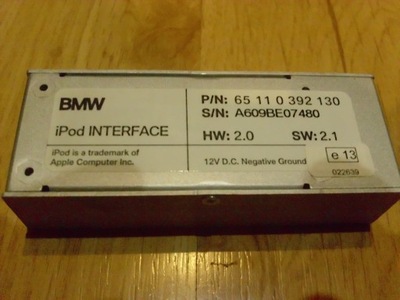 BMW
iPod INTERFACE
iPod is a trademark of
Apple Computer Inc.
P/N: 65 11 0 392 130
S/N: A609BE07480
HW: 2.0 SW: 2.1
12V D.C. Negative Ground
e 13
022639